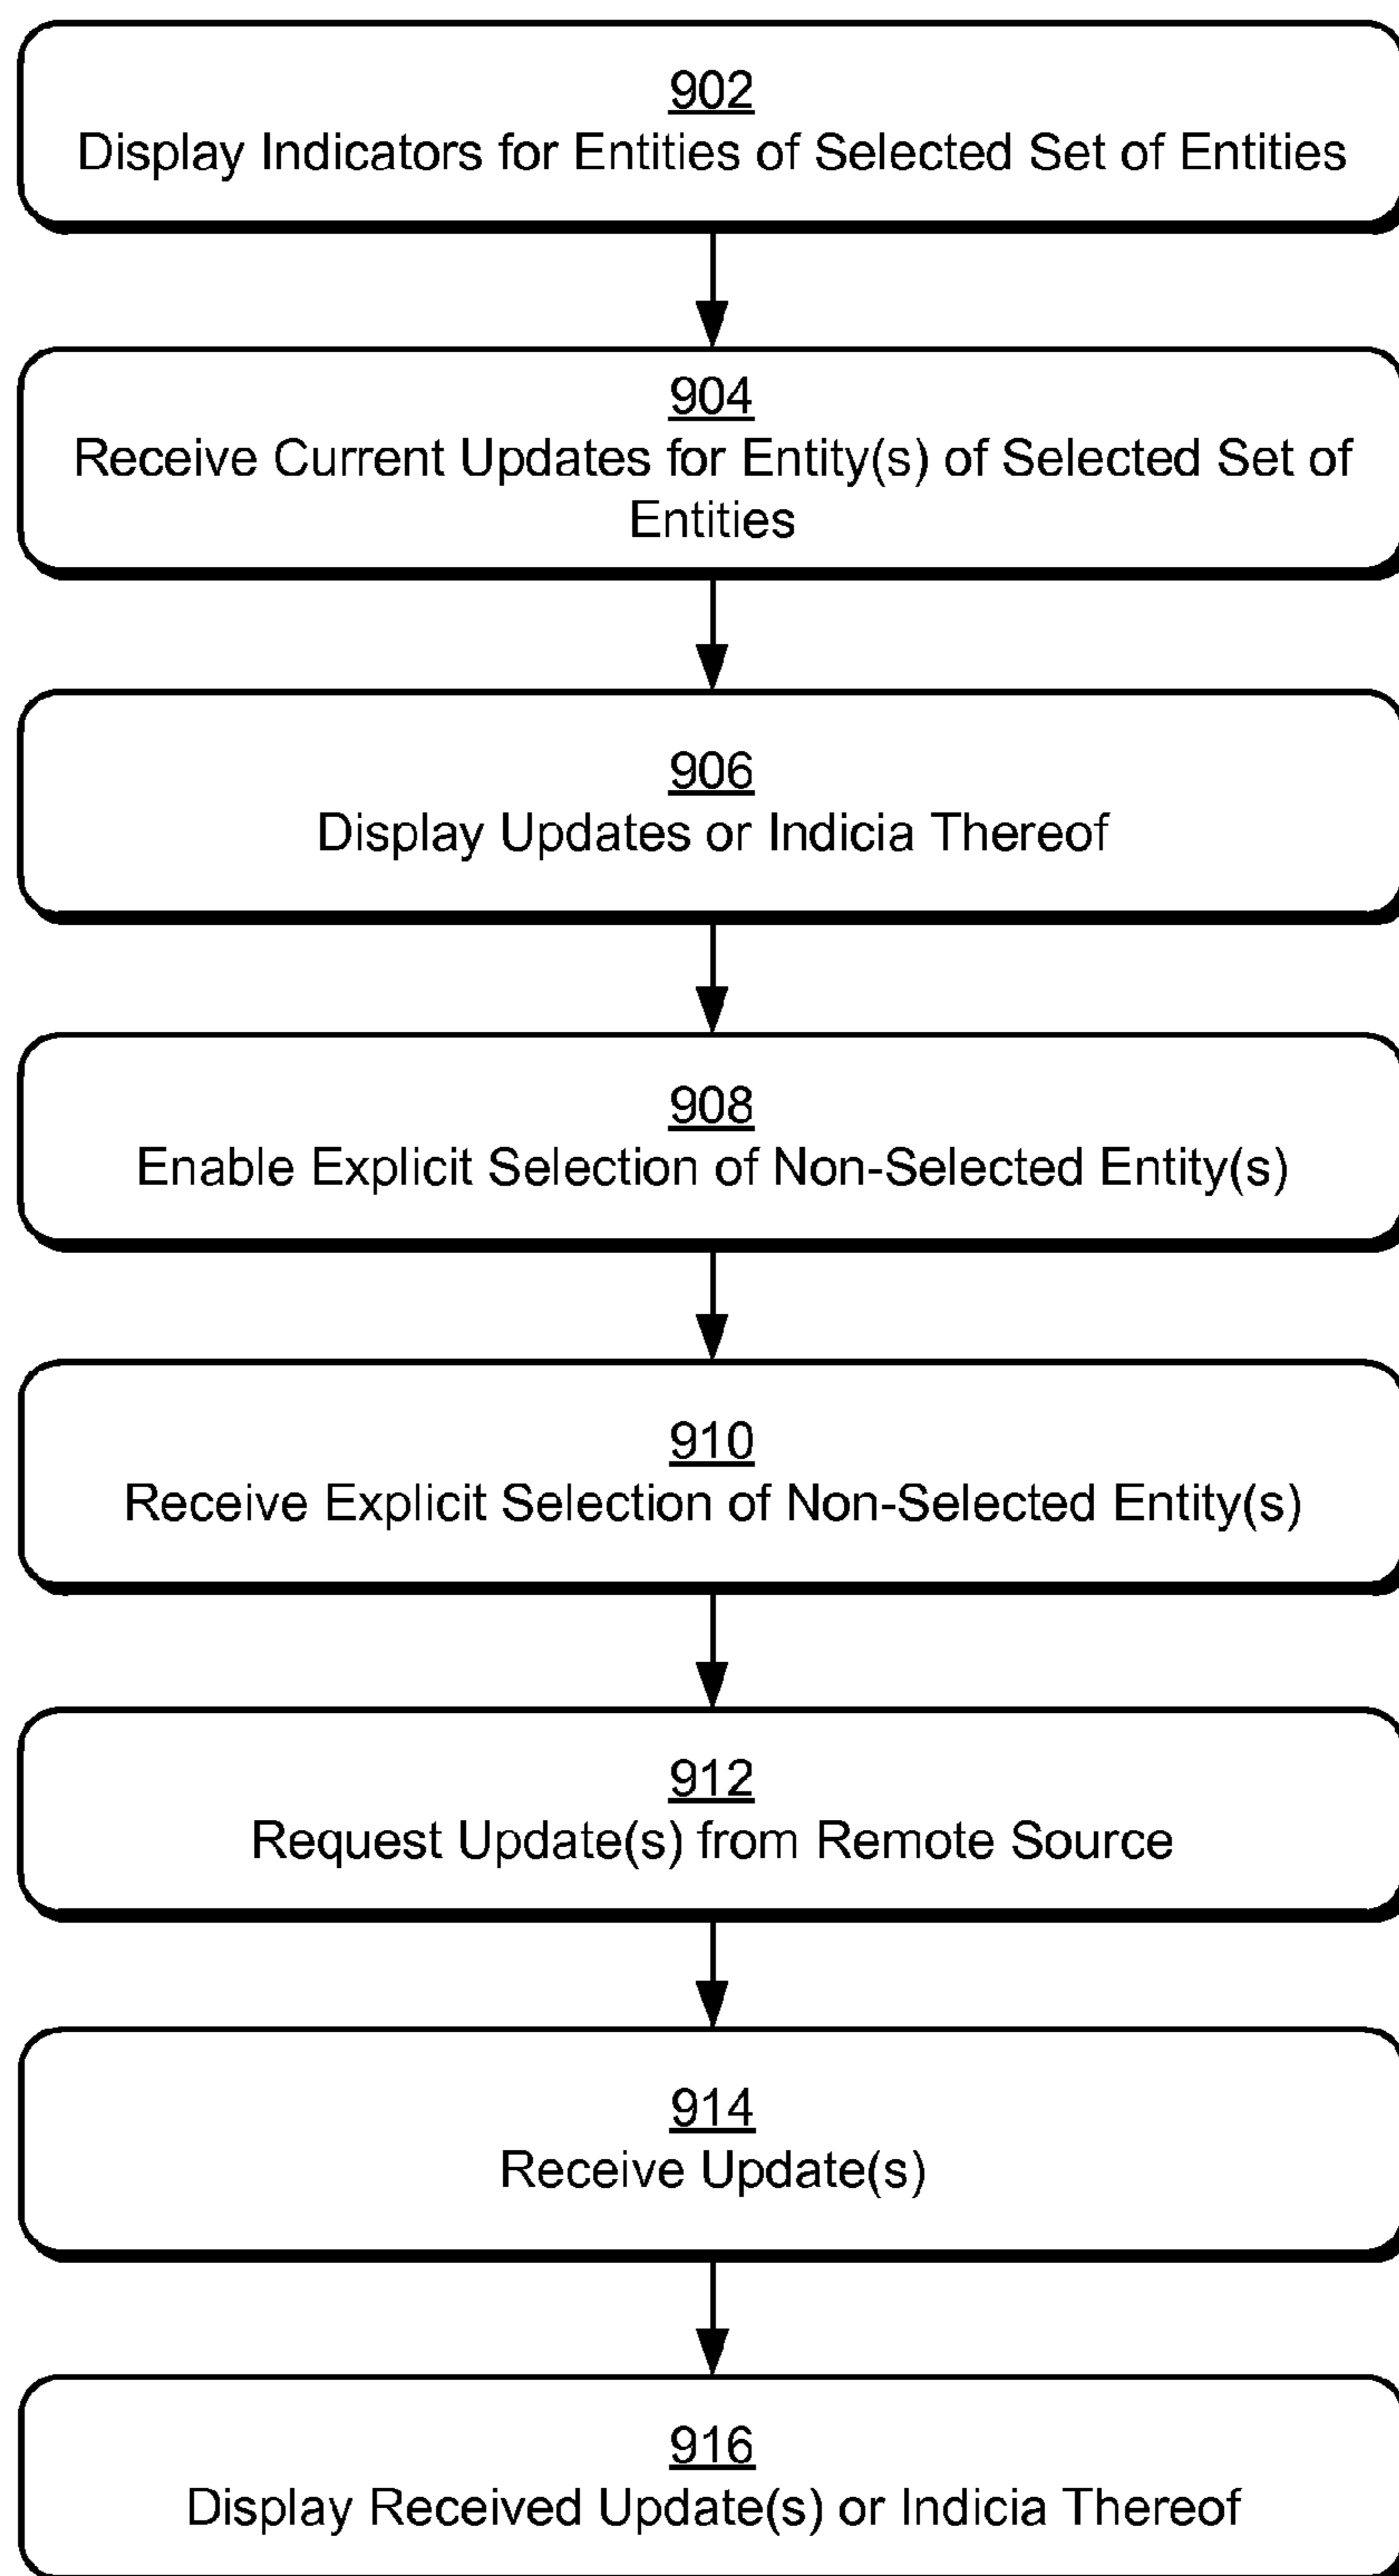 902
Display Indicators for Entities of Selected Set of Entities
904
Receive Current Updates for Entity(s) of Selected Set of
Entities
906
Display Updates or Indicia Thereof
908
Enable Explicit Selection of Non-Selected Entity(s)
910
Receive Explicit Selection of Non-Selected Entity(s)
912
Request Update(s) from Remote Source
914
Receive Update(s)
916
Display Received Update(s) or Indicia Thereof